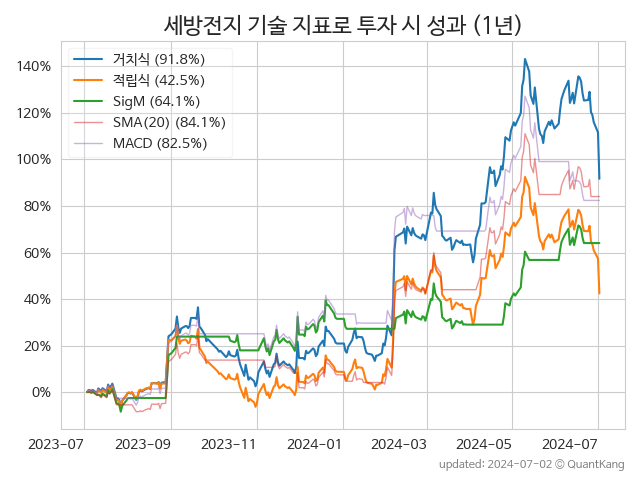 세방전지 기술 지표로 투자 시 성과 (1년)
거치식 (91.8%)
적립식 (42.5%)
SigM (64.1%)
SMA(20) (84.1%)
MACD (82.5%)
140%
120%
100%
80%
60%
40%
20%
0%
2023-07 2023-09 2023-11 2024-01 2024-03 2024-05 2024-07
updated: 2024-07-02 © QuantKang